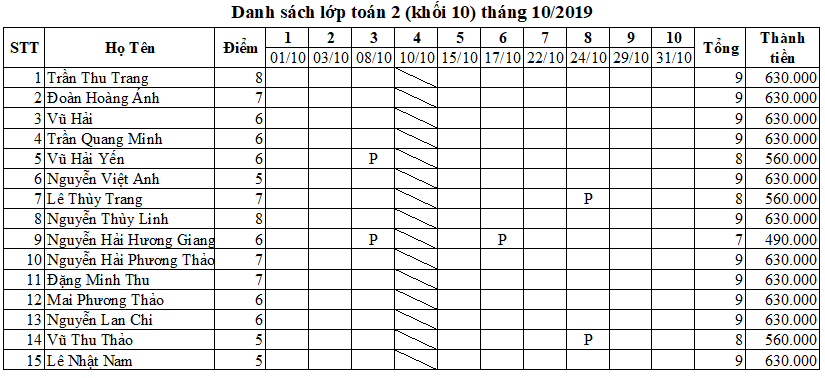 Danh sách lớp toán 2 (khối 10) tháng 10/2019
STT Họ Tên Điểm 1 2 3 4 5 6 7 8 9 10 Tổng Thành tiền
01/10 03/10 08/10 10/10 15/10 17/10 22/10 24/10 29/10 31/10
1 Trần Thu Trang 8 9 630.000
2 Đoàn Hoàng Ánh 7 9 630.000
3 Vũ Hải 6 9 630.000
4 Trần Quang Minh 6 9 630.000
5 Vũ Hải Yến 6 P 8 560.000
6 Nguyễn Việt Anh 5 9 630.000
7 Lê Thùy Trang 7 P 8 560.000
8 Nguyễn Thùy Linh 8 9 630.000
9 Nguyễn Hải Hương Giang 6 P P 7 490.000
10 Nguyễn Hải Phương Thảo 7 9 630.000
11 Đặng Minh Thu 7 9 630.000
12 Mai Phương Thảo 6 9 630.000
13 Nguyễn Lan Chi 6 9 630.000
14 Vũ Thu Thảo 5 P 8 560.000
15 Lê Nhật Nam 5 9 630.000